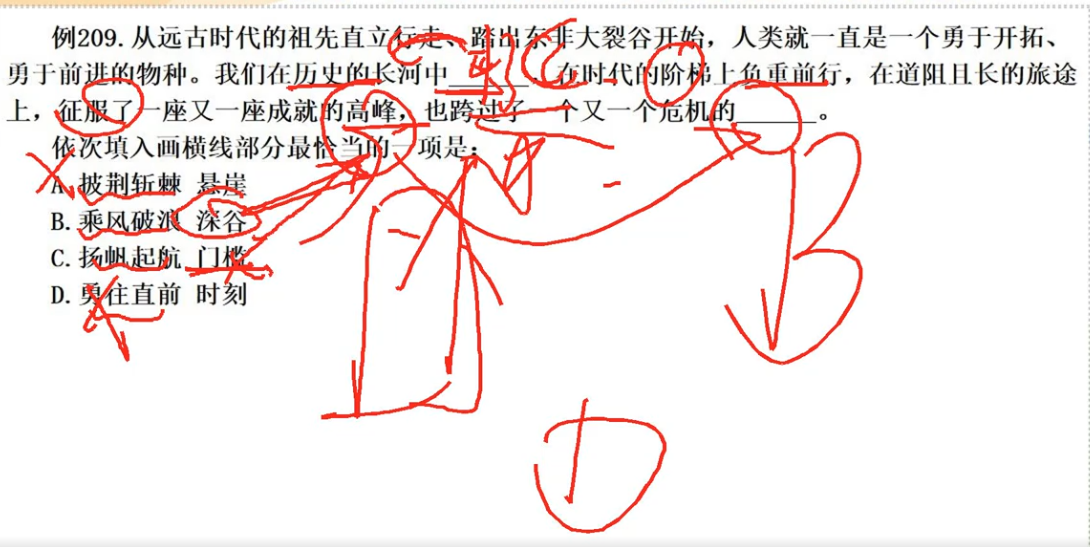 例209.从远古时代的祖先直立行走、踏出东非大裂谷开始，人类就一直是一个勇于开拓、
勇于前进的物种。我们在历史的长河中______，在时代的阶梯上负重前行，在道阻且长的旅途
上，征服了一座又一座成就的高峰，也跨过了一个又一个危机的______。
依次填入画横线部分最恰当的一项是：
A.披荆斩棘 悬崖
B.乘风破浪 深谷
C.扬帆起航 门槛
D.勇往直前 时刻
B
D